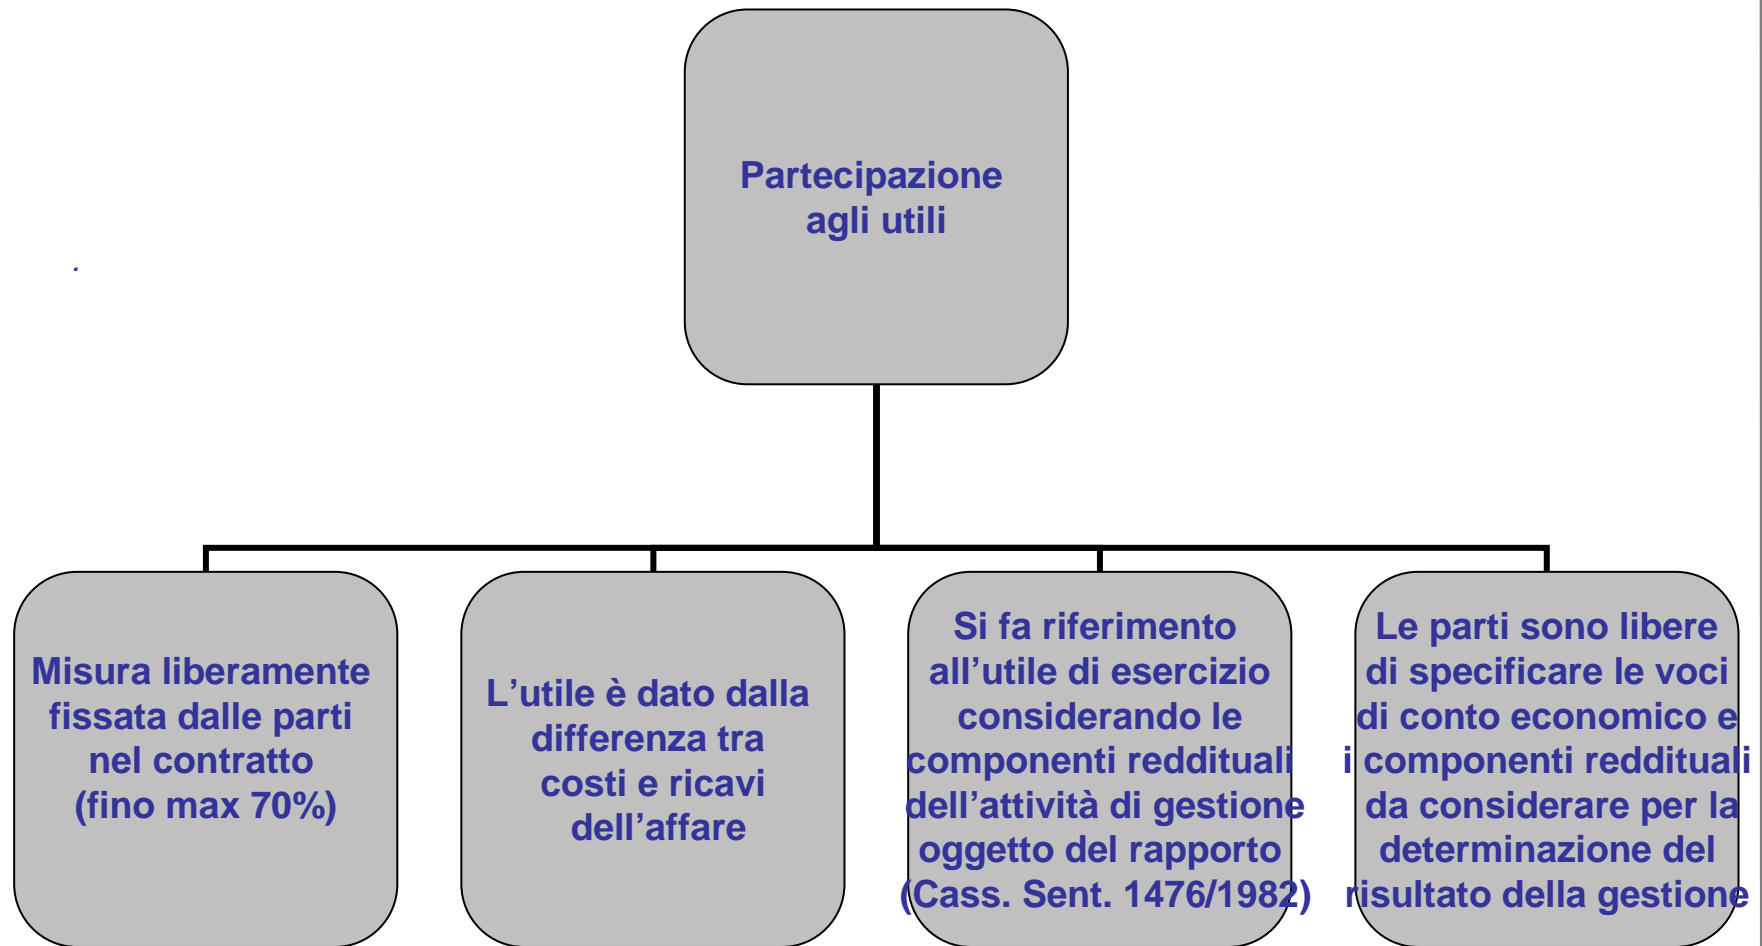 Partecipazione
agli utili
.
Misura liberamente
fissata dalle parti
nel contratto
(fino max 70%)
L’utile è dato dalla
differenza tra
costi e ricavi
dell’affare
Si fa riferimento
all’utile di esercizio
considerando le
componenti reddituali
dell’attività di gestione
oggetto del rapporto
(Cass. Sent. 1476/1982)
Le parti sono libere
di specificare le voci
di conto economico e
i componenti reddituali
da considerare per la
determinazione del
risultato della gestione